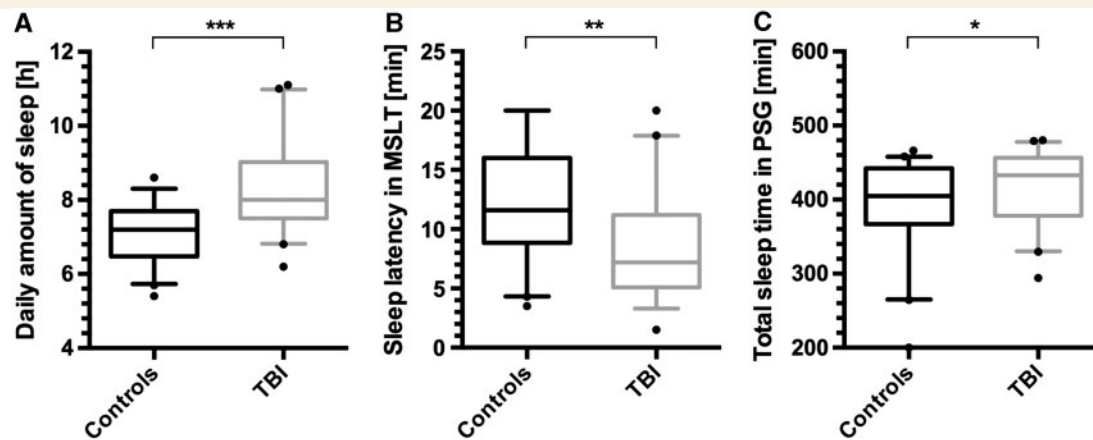 A
Daily amount of sleep [h]
***
12
10
8
6
4
Controls
TBI
B
Sleep latency in MSLT [min]
**
25
20
15
10
5
0
Controls
TBI
C
Total sleep time in PSG [min]
*
600
500
400
300
200
Controls
TBI